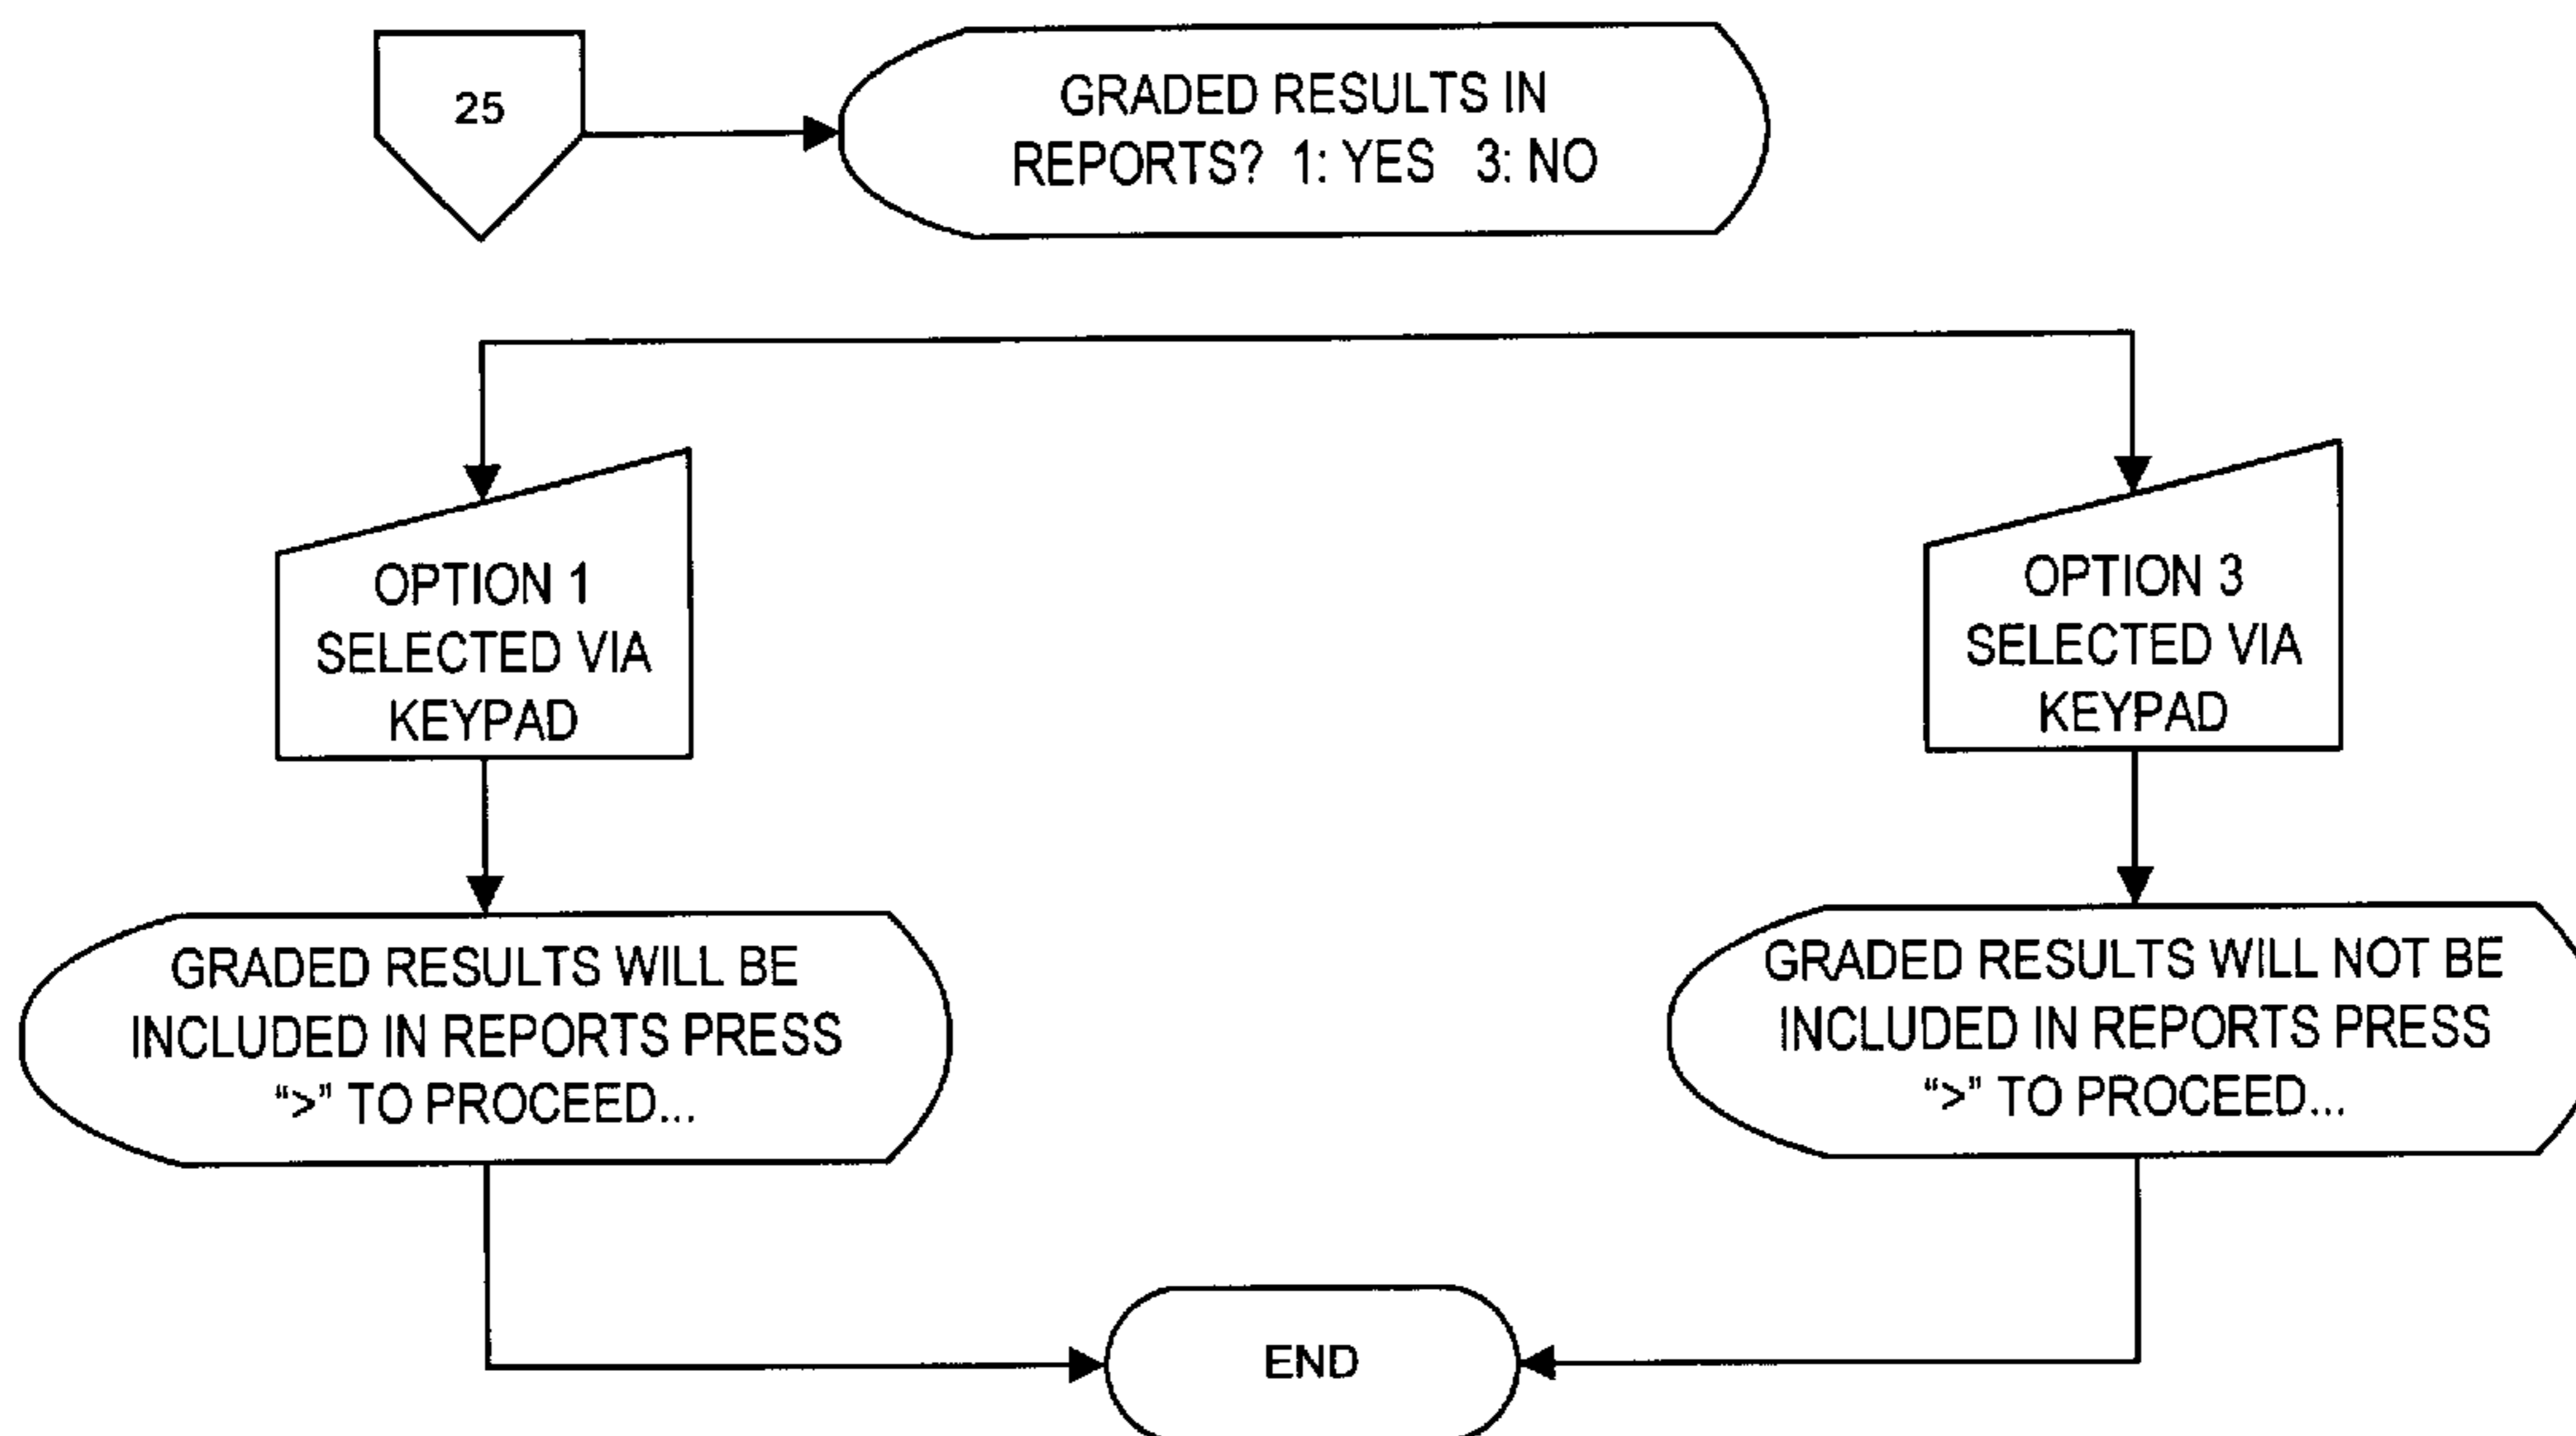 25
GRADED RESULTS IN
REPORTS? 1: YES 3: NO
OPTION 1
SELECTED VIA
KEYPAD
OPTION 3
SELECTED VIA
KEYPAD
GRADED RESULTS WILL BE
INCLUDED IN REPORTS PRESS
“>” TO PROCEED...
GRADED RESULTS WILL NOT BE
INCLUDED IN REPORTS PRESS
“>” TO PROCEED...
END